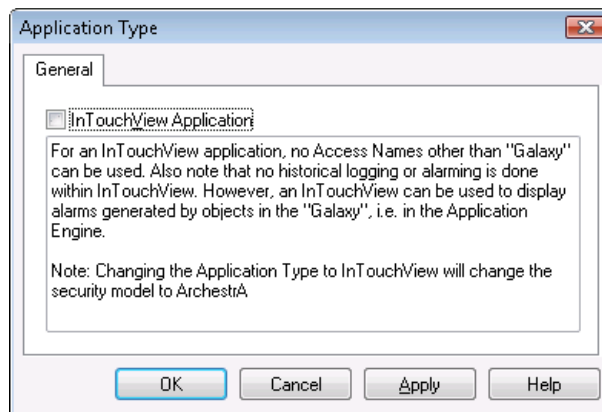 Application Type
General
InTouchView Application
For an InTouchView application, no Access Names other than "Galaxy"
can be used. Also note that no historical logging or alarming is done
within InTouchView. However, an InTouchView can be used to display
alarms generated by objects in the "Galaxy", i.e. in the Application
Engine.
Note: Changing the Application Type to InTouchView will change the
security model to ArchestrA
OK Cancel Apply Help